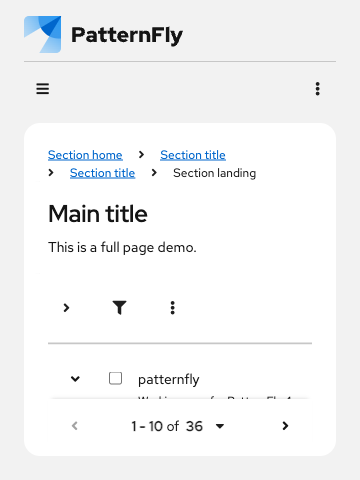 PatternFly
Section home Section title
Section title Section landing
Main title
This is a full page demo.
patternfly
1 - 10 of 36